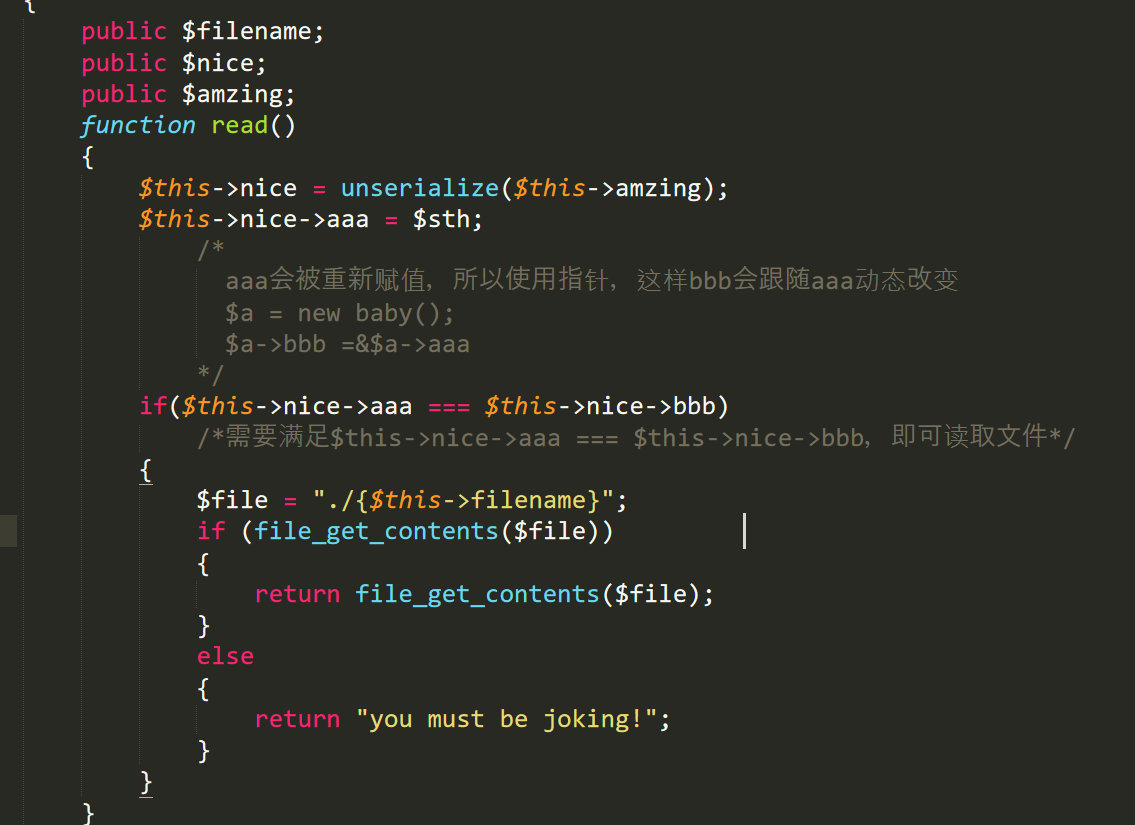 {
public $filename;
public $nice;
public $amzing;
function read()
{
$this->nice = unserialize($this->amzing);
$this->nice->aaa = $sth;
/*
aaa会被重新赋值，所以使用指针，这样bbb会跟随aaa动态改变
$a = new baby();
$a->bbb =&$a->aaa
*/
if($this->nice->aaa === $this->nice->bbb)
/*需要满足$this->nice->aaa === $this->nice->bbb，即可读取文件*/
{
$file = "./{$this->filename}";
if (file_get_contents($file))
{
return file_get_contents($file);
}
else
{
return "you must be joking!";
}
}
}